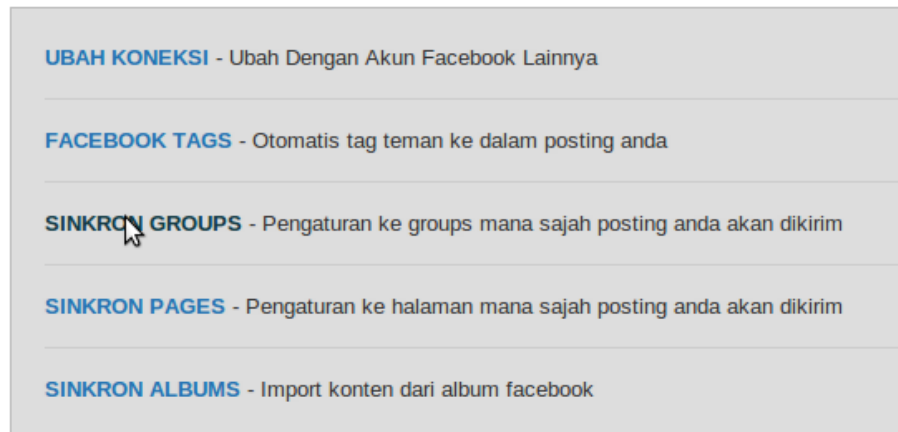 UBAH KONEKSI - Ubah Dengan Akun Facebook Lainnya
FACEBOOK TAGS - Otomatis tag teman ke dalam posting anda
SINKRON GROUPS - Pengaturan ke groups mana sajah posting anda akan dikirim
SINKRON PAGES - Pengaturan ke halaman mana sajah posting anda akan dikirim
SINKRON ALBUMS - Import konten dari album facebook